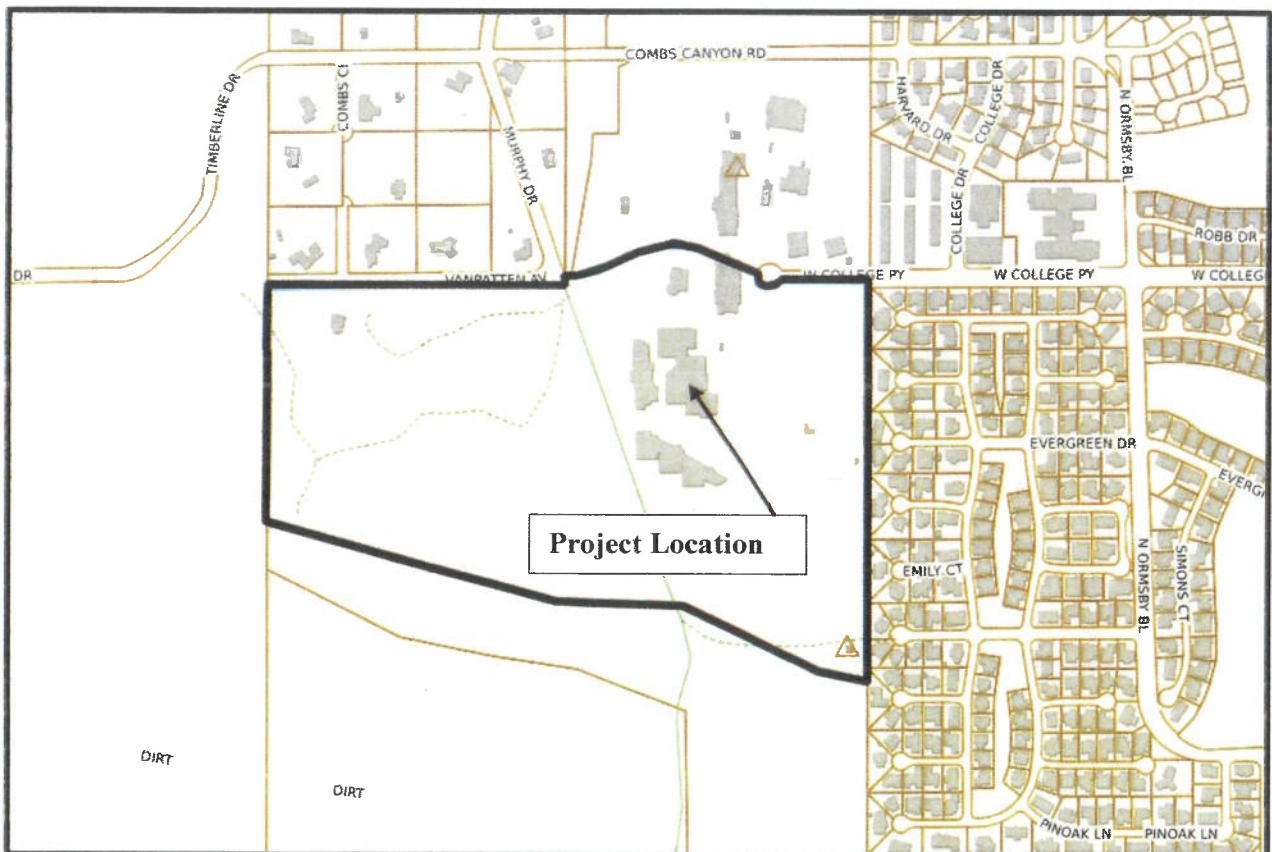 COMBS CANYON RD
TIMBERLINE DR
COMBS
MURPHY DR
HARVARD DR
COLLEGE DR
N ORMSBY BL
COLLEGE DR
ROBB DR
DR
VANPATTEN AV
W COLLEGE PY
W COLLEGE PY
W COLLEG
EVERGREEN DR
EVERG
Project Location
EMILY CT
N ORMSBY BL
SIMONS CT
DIRT
DIRT
PINOAK LN
PINOAK LN